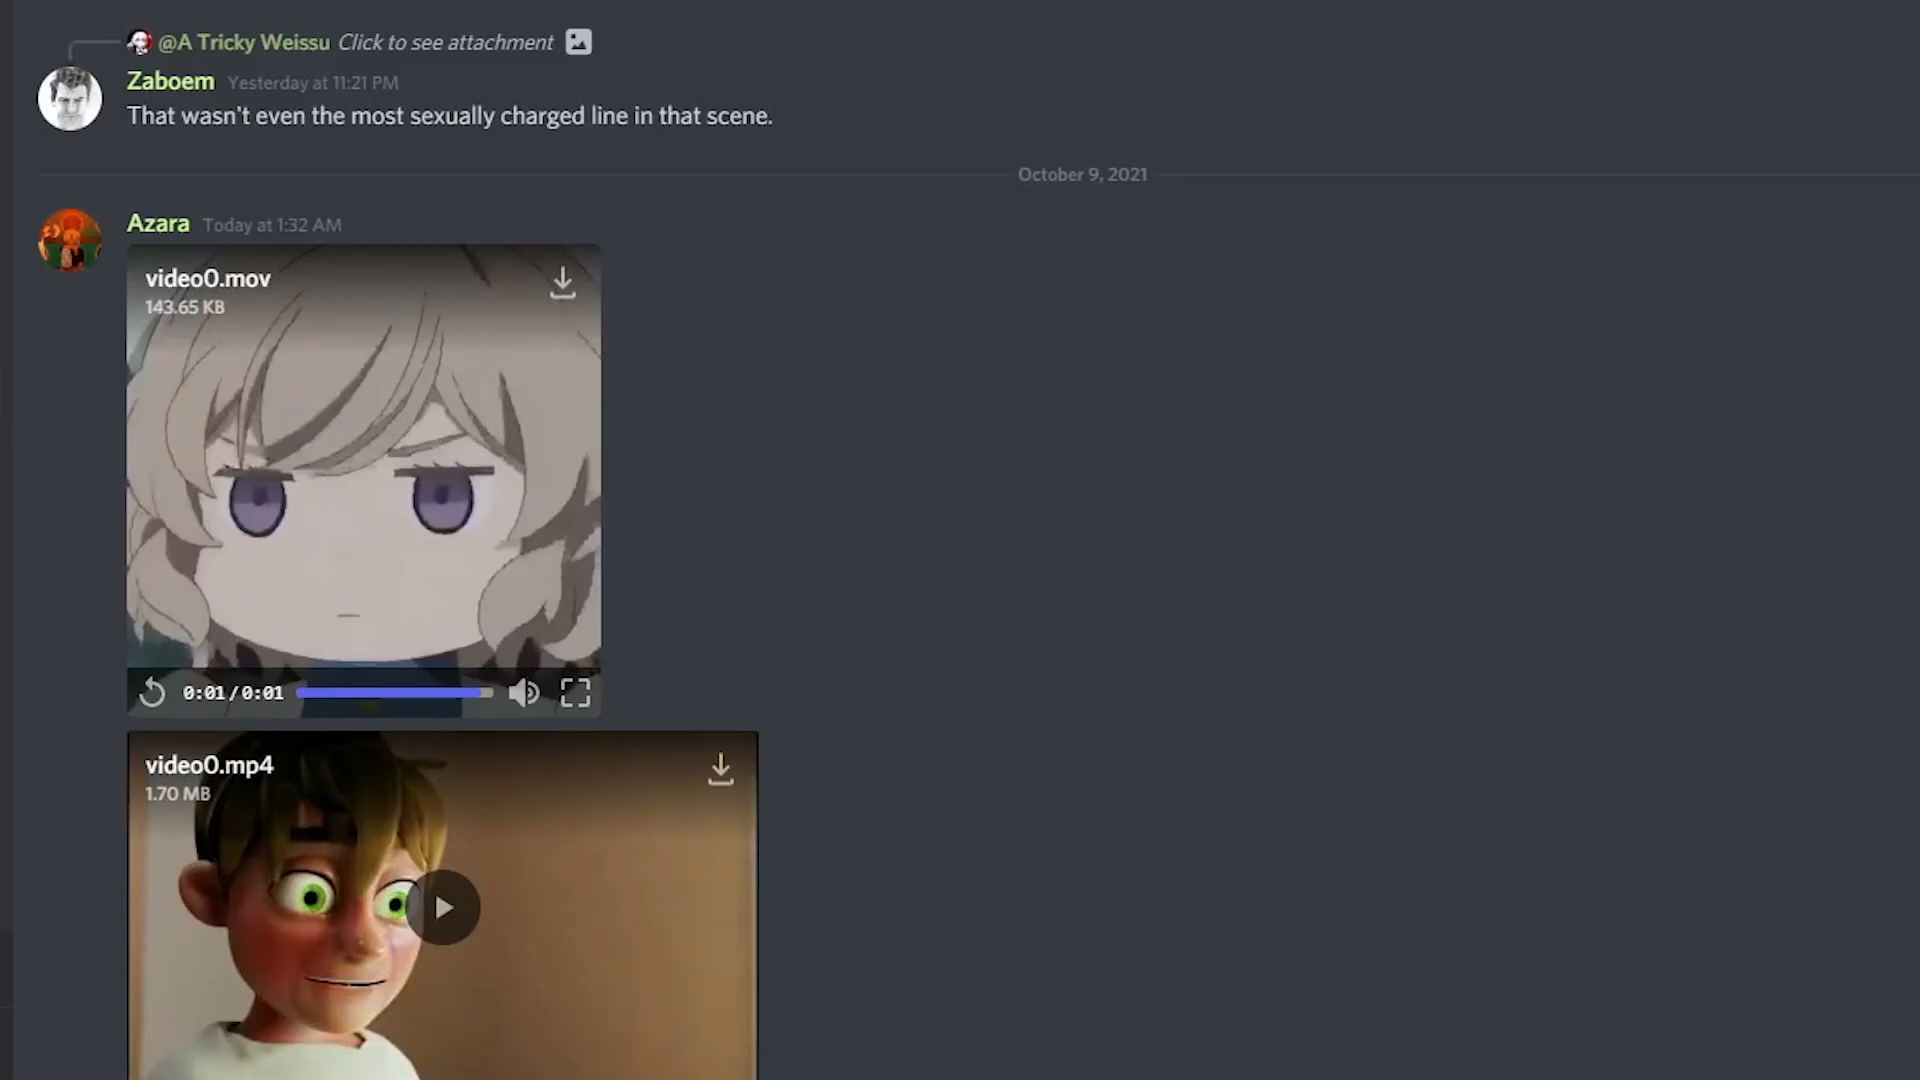 @A Tricky Weissu Click to see attachment
Zaboem Yesterday at 11:21 PM
That wasn't even the most sexually charged line in that scene.
October 9, 2021
Azara Today at 1:32 AM
video0.mov
143.65 KB
0:01/0:01
video0.mp4
1.70 MB